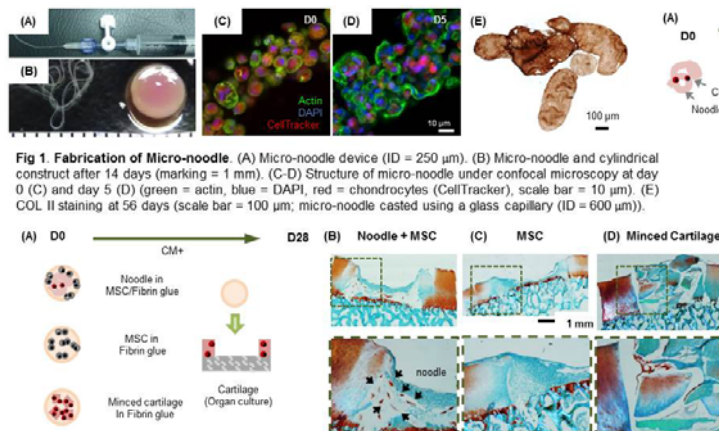 (A)
(B)
(C)
D0
Actin
DAPI
CellTracker
(D)
D5
10 μm
(E)
100 μm
(A)
D0
C
Noodle
Fig 1. Fabrication of Micro-noodle. (A) Micro-noodle device (ID = 250 μm). (B) Micro-noodle and cylindrical
construct after 14 days (marking = 1 mm). (C-D) Structure of micro-noodle under confocal microscopy at day
0 (C) and day 5 (D) (green = actin, blue = DAPI, red = chondrocytes (CellTracker), scale bar = 10 μm). (E)
COL II staining at 56 days (scale bar = 100 μm; micro-noodle casted using a glass capillary (ID = 600 μm)).
(A)
D0
CM+
D28
Noodle in
MSC/Fibrin glue
MSC in
Fibrin glue
Minced cartilage
In Fibrin glue
Cartilage
(Organ culture)
(B)
Noodle + MSC
(C)
MSC
(D)
Minced Cartilage
1 mm
noodle